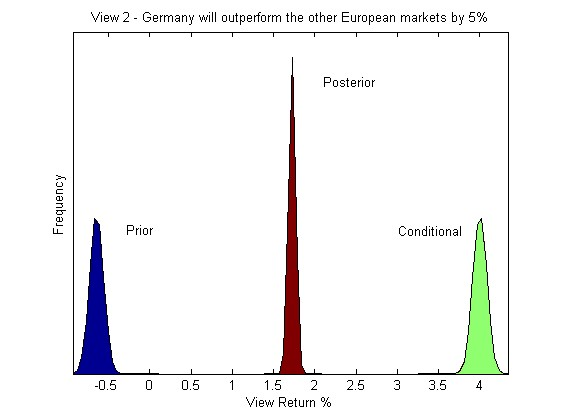 View 2 - Germany will outperform the other European markets by 5%
Posterior
Prior
Conditional
Frequency
-0.5 0 0.5 1 1.5 2 2.5 3 3.5 4
View Return %